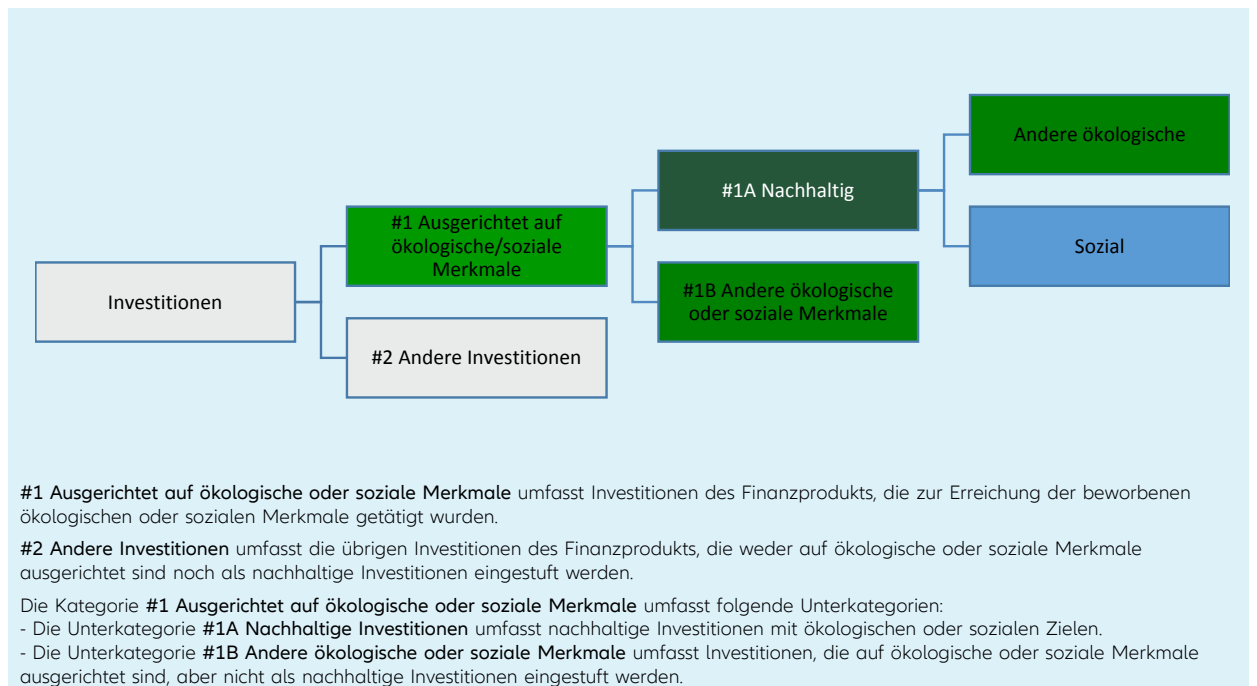 Andere ökologische
#1A Nachhaltig
#1 Ausgerichtet auf
ökologische/soziale
Merkmale
Sozial
Investitionen
#1B Andere ökologische
oder soziale Merkmale
#2 Andere Investitionen
#1 Ausgerichtet auf ökologische oder soziale Merkmale umfasst Investitionen des Finanzprodukts, die zur Erreichung der beworbenen
ökologischen oder sozialen Merkmale getätigt wurden.
#2 Andere Investitionen umfasst die übrigen Investitionen des Finanzprodukts, die weder auf ökologische oder soziale Merkmale
ausgerichtet sind noch als nachhaltige Investitionen eingestuft werden.
Die Kategorie #1 Ausgerichtet auf ökologische oder soziale Merkmale umfasst folgende Unterkategorien:
- Die Unterkategorie #1A Nachhaltige Investitionen umfasst nachhaltige Investitionen mit ökologischen oder sozialen Zielen.
- Die Unterkategorie #1B Andere ökologische oder soziale Merkmale umfasst lnvestitionen, die auf ökologische oder soziale Merkmale
ausgerichtet sind, aber nicht als nachhaltige Investitionen eingestuft werden.